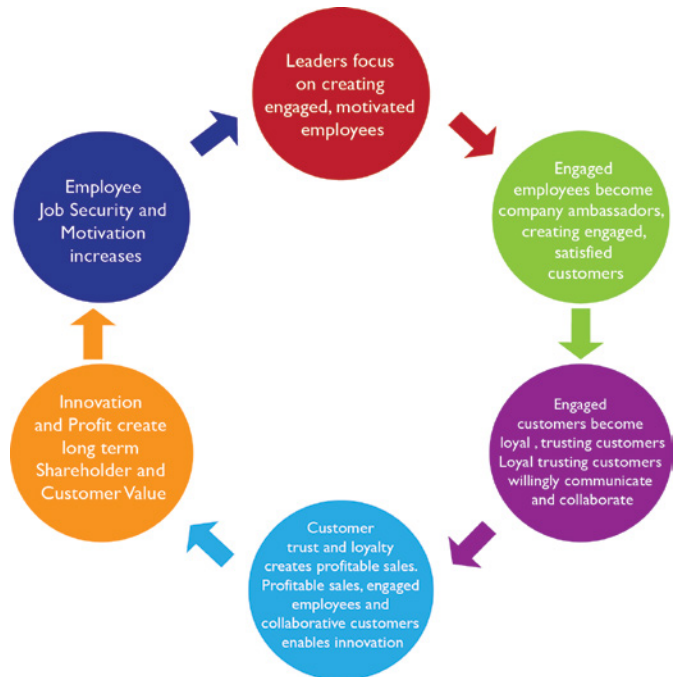 Leaders focus
on creating
engaged, motivated
employees
Engaged
employees become
company ambassadors,
creating engaged,
satisfied
customers
Engaged
customers become
loyal , trusting customers
Loyal trusting customers
willingly communicate
and collaborate
Customer
trust and loyalty
creates profitable sales.
Profitable sales, engaged
employees and
collaborative customers
enables innovation
Innovation
and Profit create
long term
Shareholder and
Customer Value
Employee
Job Security and
Motivation
increases